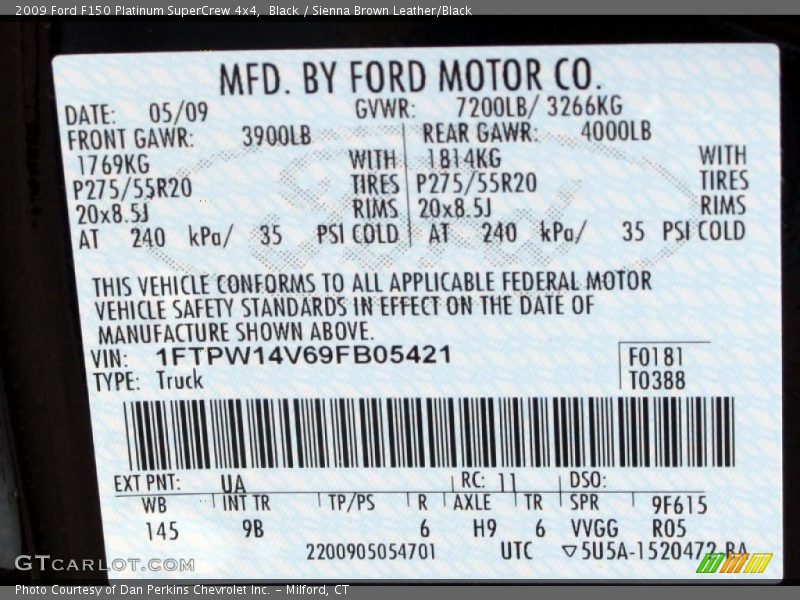 2009 Ford F150 Platinum SuperCrew 4x4,  Black / Sienna Brown Leather/Black
MFD. BY FORD MOTOR CO.
DATE: 05/09 GVWR: 7200LB/ 3266KG
FRONT GAWR: 3900LB REAR GAWR: 4000LB
1769KG WITH 1814KG WITH
P275/55R20 TIRES P275/55R20 TIRES
20x8.5J RIMS 20x8.5J RIMS
AT 240 kPa/ 35 PSI COLD AT 240 kPa/ 35 PSI COLD
THIS VEHICLE CONFORMS TO ALL APPLICABLE FEDERAL MOTOR
VEHICLE SAFETY STANDARDS IN EFFECT ON THE DATE OF
MANUFACTURE SHOWN ABOVE.
VIN: 1FTPW14V69FB05421 F0181
TYPE: Truck T0388
EXT PNT: UA RC: 11 DSO:
WB INT TR TP/PS R AXLE TR SPR 9F615
145 9B 6 H9 6 VVGG R05
2200905054701 UTC ▽5U5A-1520472-BA
GTCARLOT.COM
Photo Courtesy of Dan Perkins Chevrolet Inc. - Milford, CT